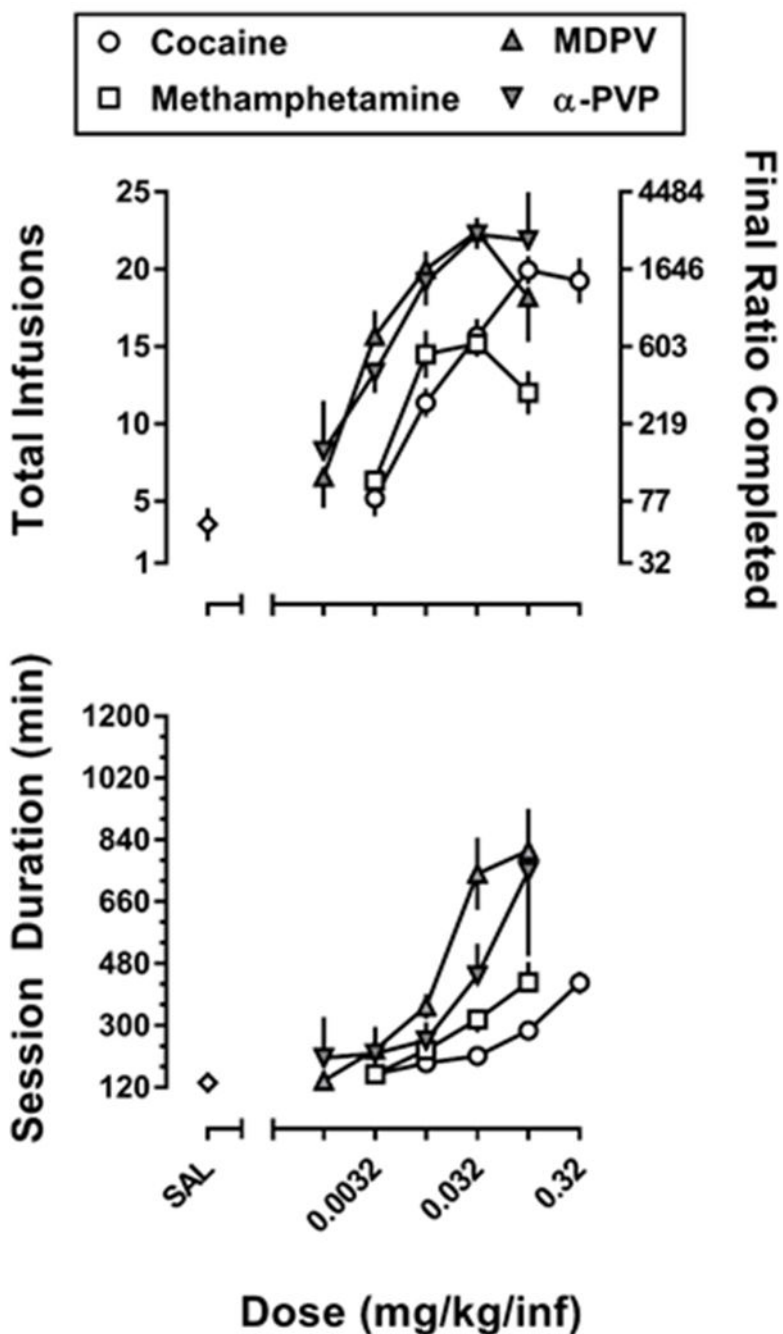 Cocaine
MDPV
Methamphetamine
α-PVP
Total Infusions
25
20
15
10
5
1
4484
1646
603
219
77
32
Final Ratio Completed
Session Duration (min)
1200
1020
840
660
480
300
120
SAL
0.0032
0.032
0.32
Dose (mg/kg/inf)